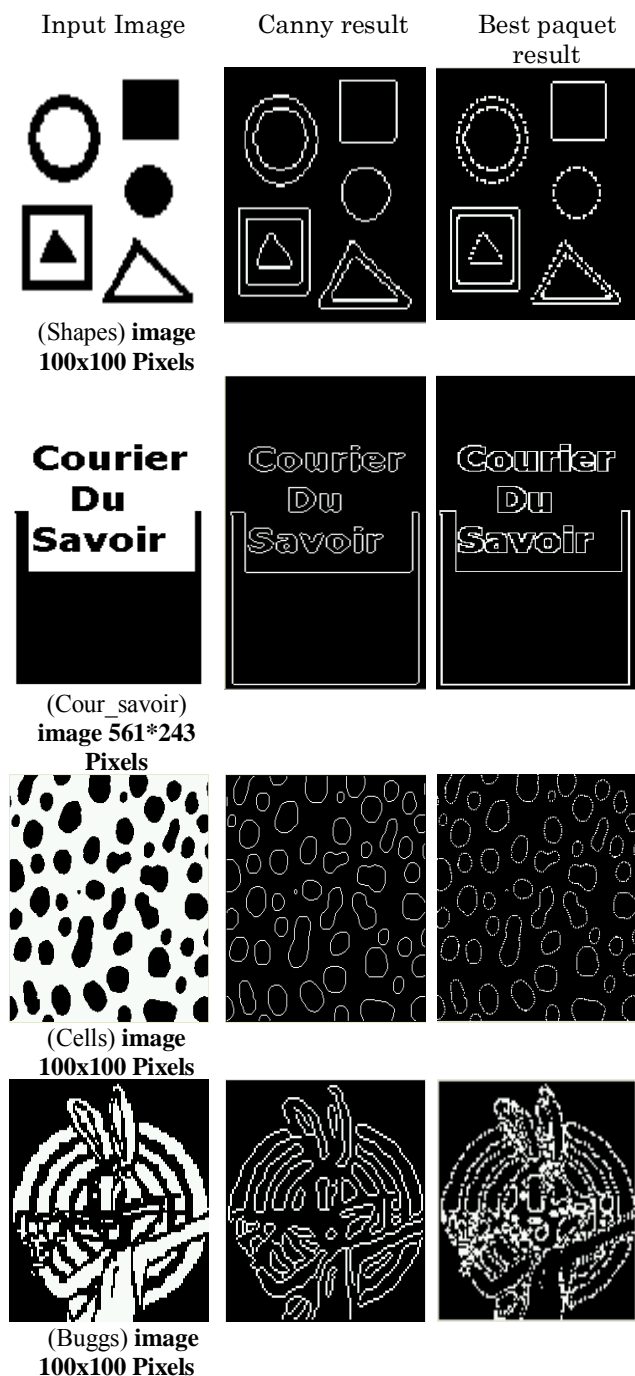 Input Image Canny result Best paquet
result
(Shapes) image
100x100 Pixels
Courier
Du
Savoir
Courier
Du
Savoir
Courier
Du
Savoir
(Cour_savoir)
image 561*243
Pixels
(Cells) image
100x100 Pixels
(Buggs) image
100x100 Pixels